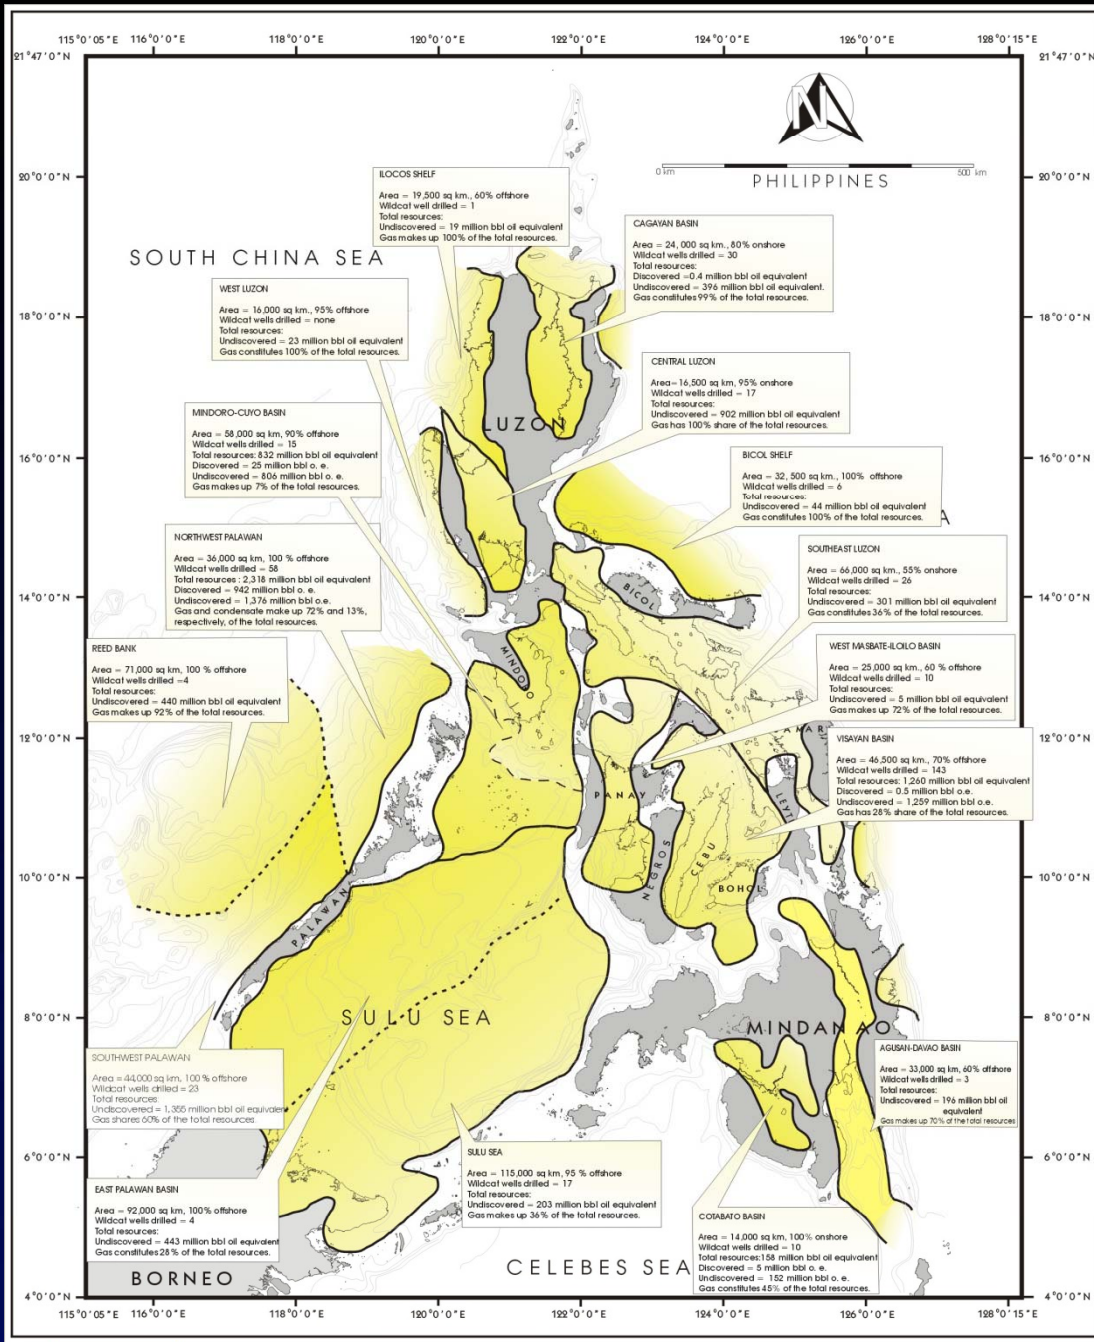 115°0'05"E 116°0'0"E 118°0'0"E 120°0'0"E 122°0'0"E 124°0'0"E 126°0'0"E 128°0'15"E
21°47'0"N 21°47'0"N
N
0 km 500 km
PHILIPPINES
20°0'0"N 20°0'0"N
ILOCOS SHELF
Area = 19,500 sq km., 60% offshore
Wildcat well drilled = 1
Total resources:
Undiscovered = 19 million bbl oil equivalent
Gas makes up 100% of the total resources.
CAGAYAN BASIN
Area = 24, 000 sq km., 80% onshore
Wildcat wells drilled = 30
Total resources:
Discovered =0.4 million bbl oil equivalent
Undiscovered = 396 million bbl oil equivalent.
Gas constitutes 99% of the total resources.
SOUTH CHINA SEA
WEST LUZON
Area = 16,000 sq km., 95% offshore
Wildcat wells drilled = none
Total resources:
Undiscovered = 23 million bbl oil equivalent
Gas constitutes 100% of the total resources.
18°0'0"N 18°0'0"N
CENTRAL LUZON
Area=16,500 sq km., 95% onshore
Wildcat wells drilled = 17
Total resources:
Undiscovered = 902 million bbl oil equivalent
Gas has 100% share of the total resources.
MINDORO-CUYO BASIN
Area = 58,000 sq km, 90% offshore
Wildcat wells drilled = 15
Total resources: 832 million bbl oil equivalent
Discovered = 25 million bbl o. e.
Undiscovered = 806 million bbl o. e.
Gas makes up 7% of the total resources.
LUZON
16°0'0"N 16°0'0"N
BICOL SHELF
Area = 32, 500 sq km., 100% offshore
Wildcat wells drilled = 6
Total resources:
Undiscovered = 44 million bbl oil equivalent
Gas constitutes 100% of the total resources.
A
NORTHWEST PALAWAN
Area = 36,000 sq km, 100 % offshore
Wildcat wells drilled = 58
Total resources : 2,318 million bbl oil equivalent
Discovered = 942 million bbl o.e.
Undiscovered = 1,376 million bbl o.e.
Gas and condensate make up 72% and 13%,
respectively, of the total resources.
SOUTHEAST LUZON
Area = 66,000 sq km., 55% onshore
Wildcat wells drilled = 26
Total resources:
Undiscovered = 301 million bbl oil equivalent
Gas constitutes 36% of the total resources.
14°0'0"N 14°0'0"N
BICOL
MINDO O
REED BANK
Area = 71,000 sq km, 100 % offshore
Wildcat wells drilled =4
Total resources:
Undiscovered = 440 million bbl oil equivalent
Gas makes up 92% of the total resources.
WEST MASBATE-ILOILO BASIN
Area = 25,000 sq km., 60 % offshore
Wildcat wells drilled = 10
Total resources:
Undiscovered = 5 million bbl oil equivalent
Gas makes up 72% of the total resources.
12°0'0"N 12°0'0"N
AMAR
VISAYAN BASIN
Area = 46,500 sq km., 70% offshore
Wildcat wells drilled = 143
Total resources: 1,260 million bbl oil equivalent
Discovered = 0.5 million bbl o.e.
Undiscovered = 1,259 million bbl o.e.
Gas has 28% share of the total resources.
PANAY
LEYT
CEBU
NEGROS
BOHOL
10°0'0"N 10°0'0"N
PALAWAN
8°0'0"N 8°0'0"N
SULU SEA
MINDANAO
SOUTHWEST PALAWAN
Area = 44,000 sq km, 100 % offshore
Wildcat wells drilled = 23
Total resources
Undiscovered = 1,355 million bbl oil equivalent
Gas shares 60% of the total resources
AGUSAN-DAVAO BASIN
Area = 33,000 sq km, 60% offshore
Wildcat wells drilled = 3
Total resources:
Undiscovered = 196 million bbl oil
equivalent
Gas makes up 70% of the total resources
6°0'0"N 6°0'0"N
SULU SEA
Area = 115,000 sq km, 95 % offshore
Wildcat wells drilled = 17
Total resources:
Undiscovered = 203 million bbl oil equivalent
Gas makes up 36% of the total resources.
EAST PALAWAN BASIN
Area = 92,000 sq km, 100% offshore
Wildcat wells drilled = 4
Total resources:
Undiscovered = 443 million bbl oil equivalent
Gas constitutes 28% of the total resources.
COTABATO BASIN
Area = 14,000 sq km, 100% onshore
Wildcat wells drilled = 10
Total resources:158 million bbl oil equivalent
Discovered = 5 million bbl o. e.
Undiscovered = 152 million bbl o. e.
Gas constitutes 45% of the total resources.
BORNEO
CELEBES SEA
4°0'0"N 4°0'0"N
115°0'05"E 116°0'0"E 118°0'0"E 120°0'0"E 122°0'0"E 124°0'0"E 126°0'0"E 128°0'15"E